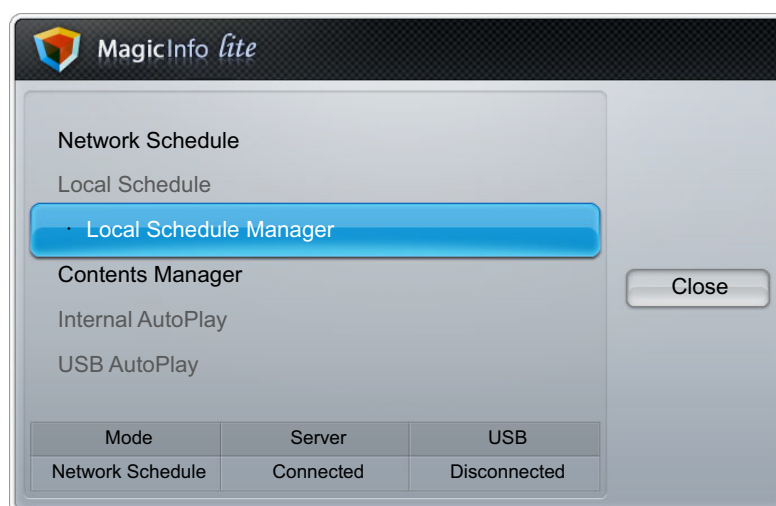 MagicInfo lite
Network Schedule
Local Schedule
· Local Schedule Manager
Contents Manager
Close
Internal AutoPlay
USB AutoPlay
Mode Server USB
Network Schedule Connected Disconnected